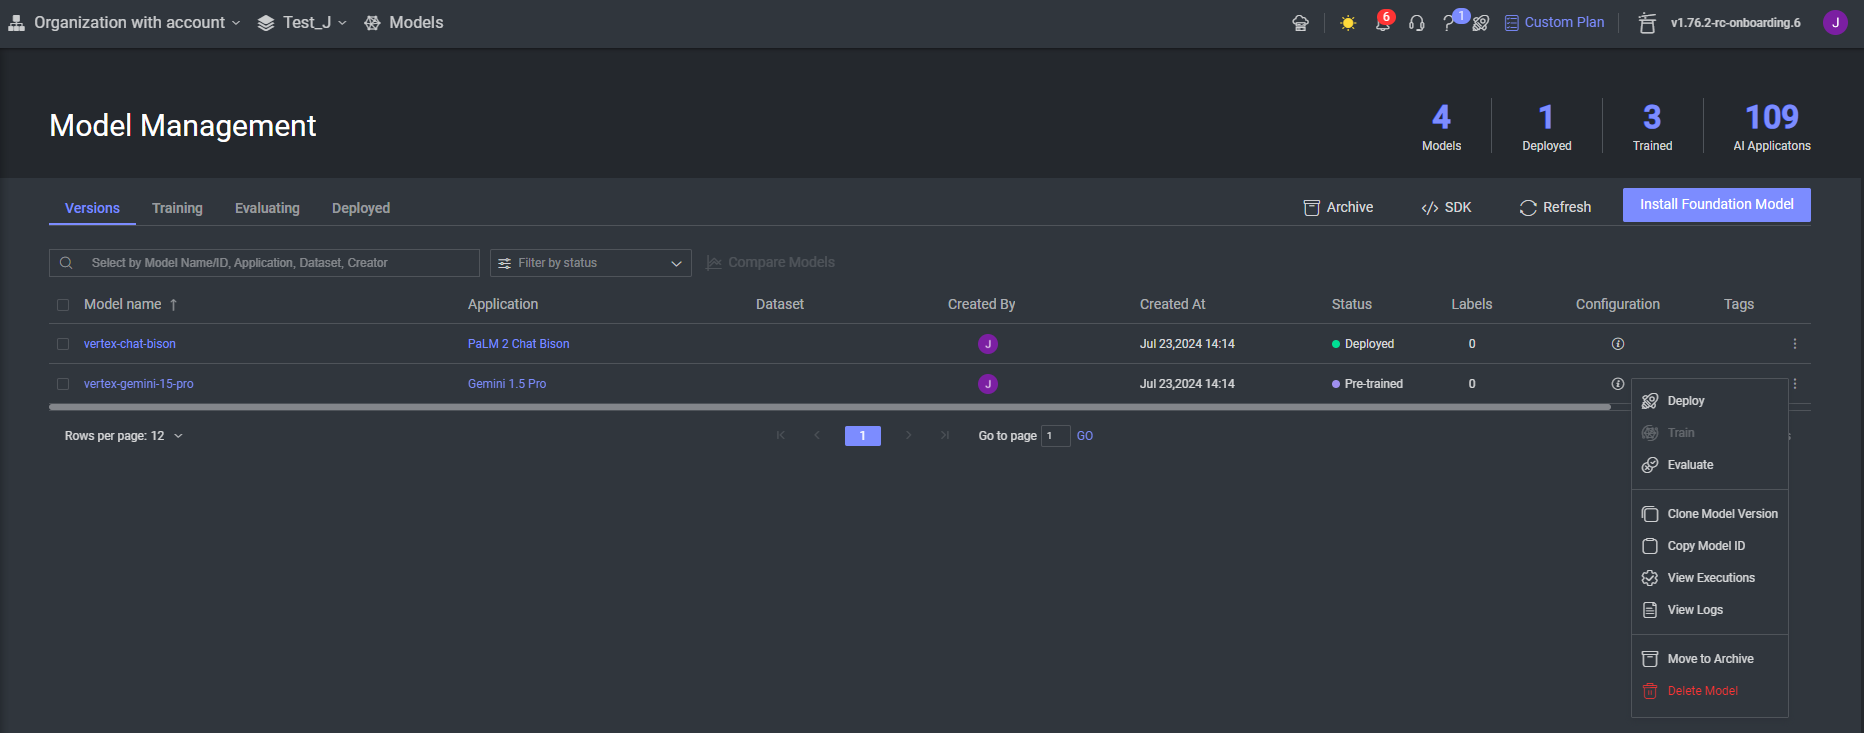 Organization with account
Test_J
Models
6
1
Custom Plan
v1.76.2-rc-onboarding.6
J
Model Management
4
Models
1
Deployed
3
Trained
109
AI Applicatons
Versions
Training
Evaluating
Deployed
Archive
SDK
Refresh
Install Foundation Model
Select by Model Name/ID, Application, Dataset, Creator
Filter by status
Compare Models
Model name ↑ Application Dataset Created By Created At Status Labels Configuration Tags
vertex-chat-bison PaLM 2 Chat Bison J Jul 23,2024 14:14 Deployed 0
vertex-gemini-15-pro Gemini 1.5 Pro J Jul 23,2024 14:14 Pre-trained 0
Rows per page: 12
1
Go to page 1 GO
Deploy
Train
Evaluate
Clone Model Version
Copy Model ID
View Executions
View Logs
Move to Archive
Delete Model